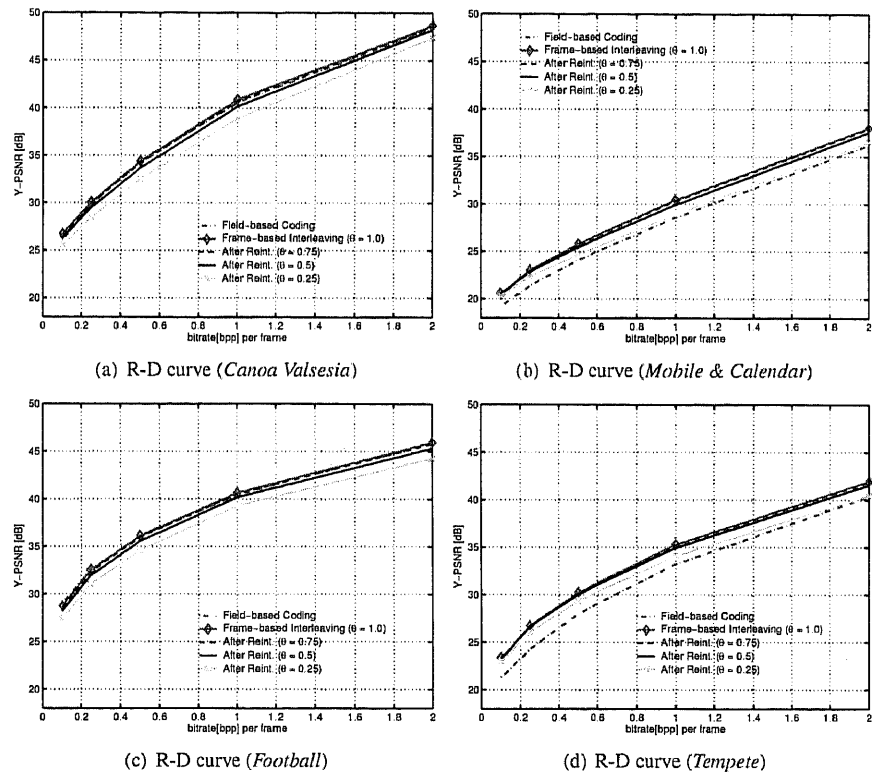 50
45
40
35
30
25
20
Y-PSNR [dB]
Field-based Coding
Frame-based Interleaving (θ = 1.0)
After Reint. (θ = 0.75)
After Reint. (θ = 0.5)
After Reint. (θ = 0.25)
0 0.2 0.4 0.6 0.8 1 1.2 1.4 1.6 1.8 2
bitrate[bpp] per frame
(a) R-D curve (Canoa Valsesia)
50
45
40
35
30
25
20
Y-PSNR [dB]
Field-based Coding
Frame-based Interleaving (θ = 1.0)
After Reint. (θ = 0.75)
After Reint. (θ = 0.5)
After Reint. (θ = 0.25)
0 0.2 0.4 0.6 0.8 1 1.2 1.4 1.6 1.8 2
bitrate[bpp] per frame
(b) R-D curve (Mobile & Calendar)
50
45
40
35
30
25
20
Y-PSNR [dB]
Field-based Coding
Frame-based Interleaving (θ = 1.0)
After Reint. (θ = 0.75)
After Reint. (θ = 0.5)
After Reint. (θ = 0.25)
0 0.2 0.4 0.6 0.8 1 1.2 1.4 1.6 1.8 2
bitrate[bpp] per frame
(c) R-D curve (Football)
50
45
40
35
30
25
20
Y-PSNR [dB]
Field-based Coding
Frame-based Interleaving (θ = 1.0)
After Reint. (θ = 0.75)
After Reint. (θ = 0.5)
After Reint. (θ = 0.25)
0 0.2 0.4 0.6 0.8 1 1.2 1.4 1.6 1.8 2
bitrate[bpp] per frame
(d) R-D curve (Tempete)